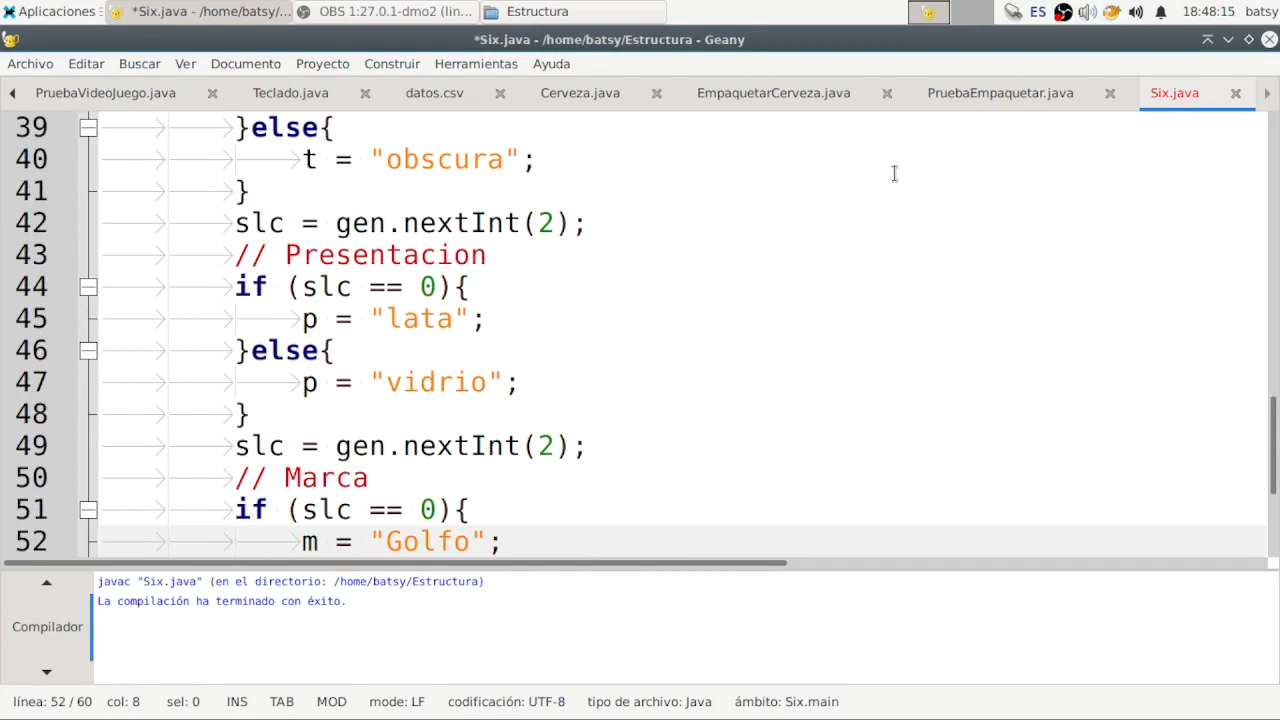 Aplicaciones
*Six.java - /home/batsy/...
OBS 1:27.0.1-dmo2 (lin...
Estructura
ES
18:48:15
batsy
*Six.java - /home/batsy/Estructura - Geany
Archivo Editar Buscar Ver Documento Proyecto Construir Herramientas Ayuda
PruebaVideoJuego.java Teclado.java datos.csv Cerveza.java EmpaquetarCerveza.java PruebaEmpaquetar.java Six.java
39 }else{
40 t = "obscura";
41 }
42 slc = gen.nextInt(2);
43 // Presentacion
44 if (slc == 0){
45 p = "lata";
46 }else{
47 p = "vidrio";
48 }
49 slc = gen.nextInt(2);
50 // Marca
51 if (slc == 0){
52 m = "Golfo";
javac "Six.java" (en el directorio: /home/batsy/Estructura)
La compilación ha terminado con éxito.
Compilador
línea: 52 / 60 col: 8 sel: 0 INS TAB MOD mode: LF codificación: UTF-8 tipo de archivo: Java ámbito: Six.main